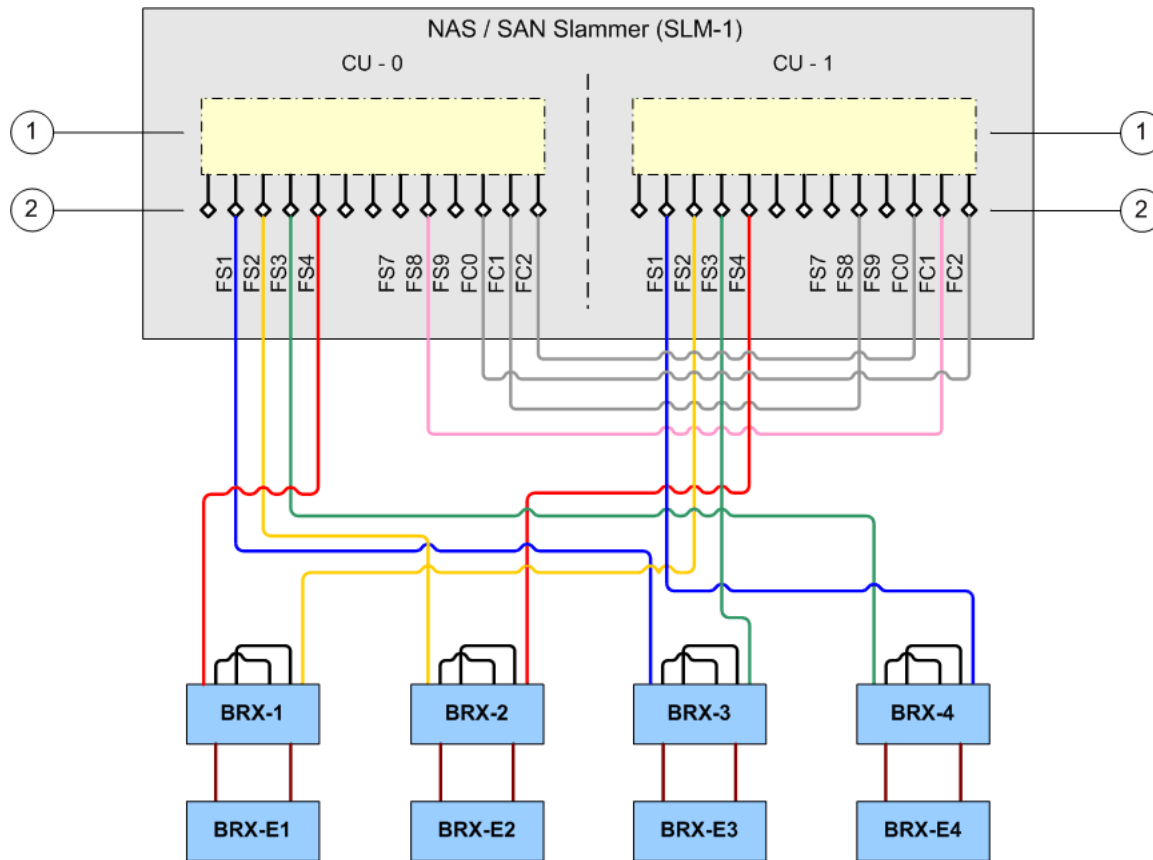 NAS / SAN Slammer (SLM-1)
CU - 0
CU - 1
1
1
2
2
FS1
FS2
FS3
FS4
FS7
FS8
FS9
FC0
FC1
FC2
FS1
FS2
FS3
FS4
FS7
FS8
FS9
FC0
FC1
FC2
BRX-1
BRX-2
BRX-3
BRX-4
BRX-E1
BRX-E2
BRX-E3
BRX-E4